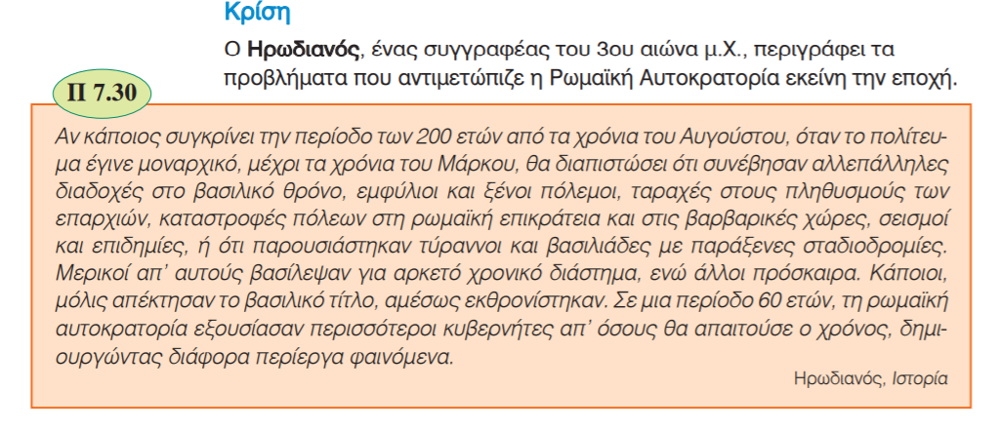 Κρίση
Ο Ηρωδιανός, ένας συγγραφέας του 3ου αιώνα μ.Χ., περιγράφει τα
προβλήματα που αντιμετώπιζε η Ρωμαϊκή Αυτοκρατορία εκείνη την εποχή.
Π 7.30
Αν κάποιος συγκρίνει την περίοδο των 200 ετών από τα χρόνια του Αυγούστου, όταν το πολίτευ-
μα έγινε μοναρχικό, μέχρι τα χρόνια του Μάρκου, θα διαπιστώσει ότι συνέβησαν αλλεπάλληλες
διαδοχές στο βασιλικό θρόνο, εμφύλιοι και ξένοι πόλεμοι, ταραχές στους πληθυσμούς των
επαρχιών, καταστροφές πόλεων στη ρωμαϊκή επικράτεια και στις βαρβαρικές χώρες, σεισμοί
και επιδημίες, ή ότι παρουσιάστηκαν τύραννοι και βασιλιάδες με παράξενες σταδιοδρομίες.
Μερικοί απ’ αυτούς βασίλεψαν για αρκετό χρονικό διάστημα, ενώ άλλοι πρόσκαιρα. Κάποιοι,
μόλις απέκτησαν το βασιλικό τίτλο, αμέσως εκθρονίστηκαν. Σε μια περίοδο 60 ετών, τη ρωμαϊκή
αυτοκρατορία εξουσίασαν περισσότεροι κυβερνήτες απ’ όσους θα απαιτούσε ο χρόνος, δημι-
ουργώντας διάφορα περίεργα φαινόμενα.
Ηρωδιανός, Ιστορία